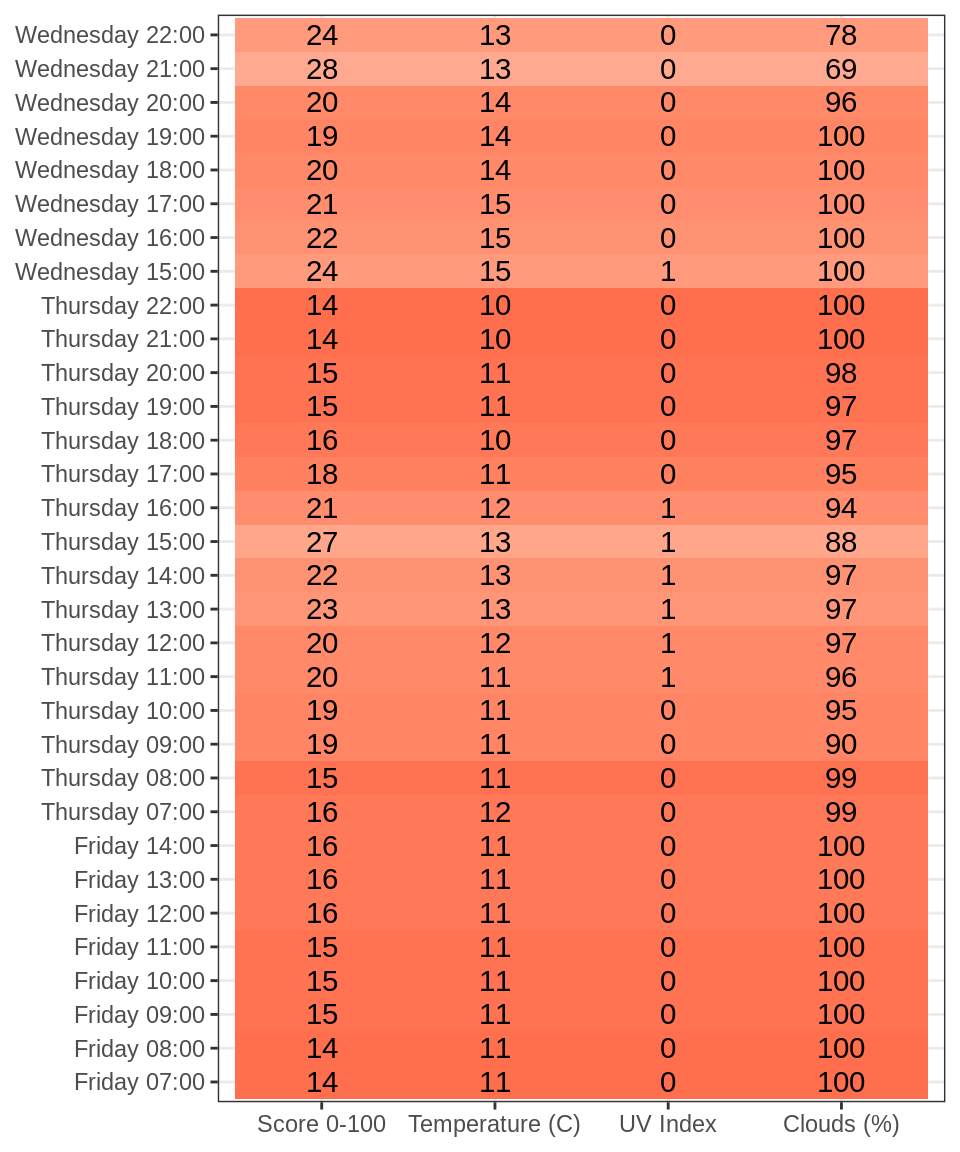 Wednesday 22:00 24 13 0 78
Wednesday 21:00 28 13 0 69
Wednesday 20:00 20 14 0 96
Wednesday 19:00 19 14 0 100
Wednesday 18:00 20 14 0 100
Wednesday 17:00 21 15 0 100
Wednesday 16:00 22 15 0 100
Wednesday 15:00 24 15 1 100
Thursday 22:00 14 10 0 100
Thursday 21:00 14 10 0 100
Thursday 20:00 15 11 0 98
Thursday 19:00 15 11 0 97
Thursday 18:00 16 10 0 97
Thursday 17:00 18 11 0 95
Thursday 16:00 21 12 1 94
Thursday 15:00 27 13 1 88
Thursday 14:00 22 13 1 97
Thursday 13:00 23 13 1 97
Thursday 12:00 20 12 1 97
Thursday 11:00 20 11 1 96
Thursday 10:00 19 11 0 95
Thursday 09:00 19 11 0 90
Thursday 08:00 15 11 0 99
Thursday 07:00 16 12 0 99
Friday 14:00 16 11 0 100
Friday 13:00 16 11 0 100
Friday 12:00 16 11 0 100
Friday 11:00 15 11 0 100
Friday 10:00 15 11 0 100
Friday 09:00 15 11 0 100
Friday 08:00 14 11 0 100
Friday 07:00 14 11 0 100
Score 0-100 Temperature (C) UV Index Clouds (%)